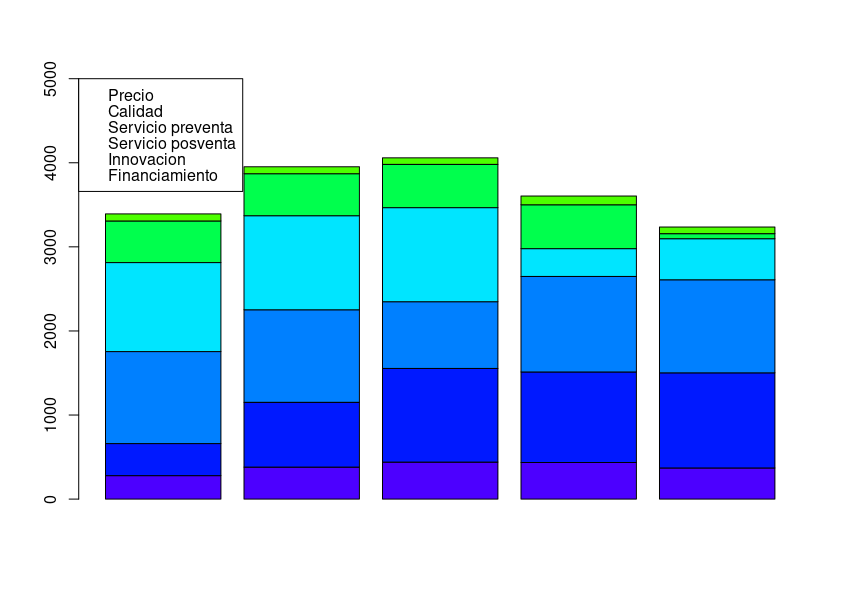 5000
4000
3000
2000
1000
0
Precio
Calidad
Servicio preventa
Servicio posventa
Innovacion
Financiamiento